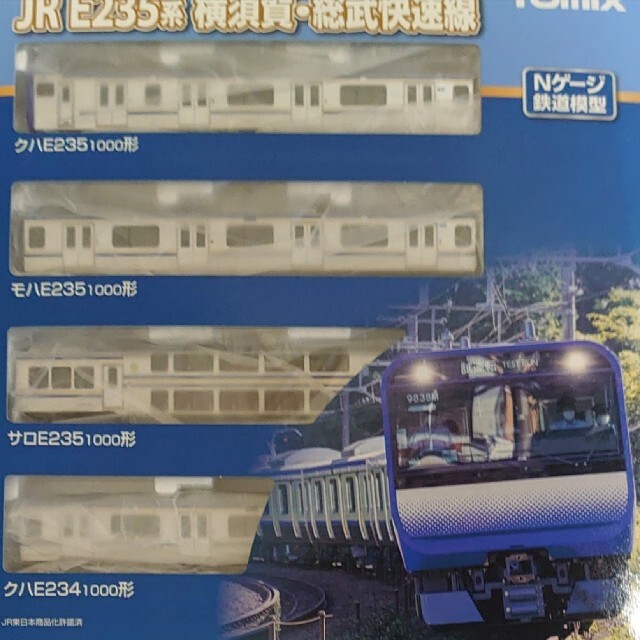 JR E235系 横須賀・総武快速線
TOMIX
Nゲージ
鉄道模型
クハE2351000形
モハE2351000形
サロE2351000形
クハE2341000形
TEST RUN
9838M
JR東日本商品化許諾済